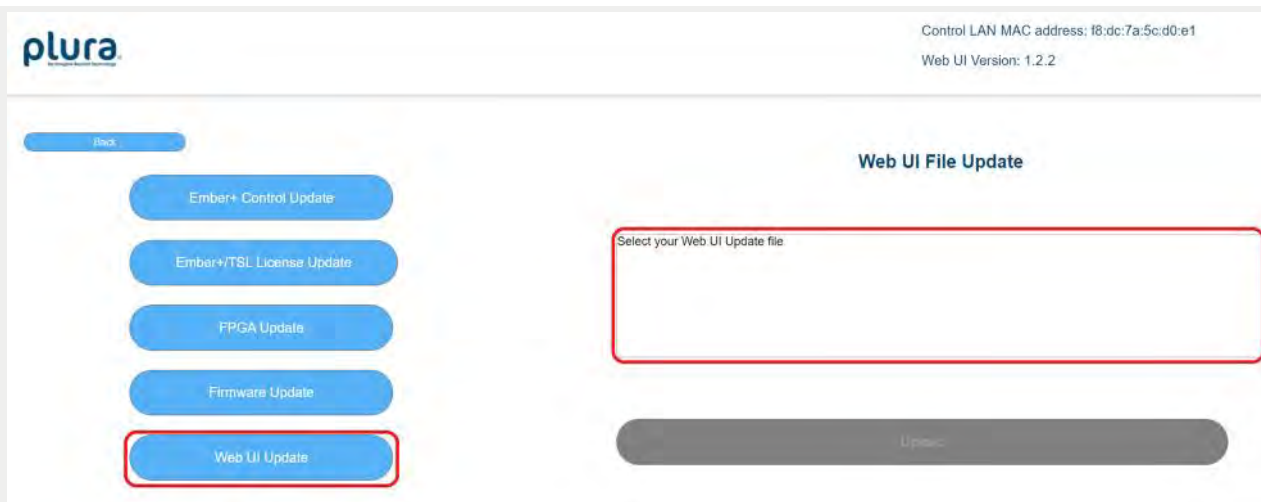 plura
Control LAN MAC address: f8:dc:7a:5c:d0:e1
Web UI Version: 1.2.2
Back
Web UI File Update
Ember+ Control Update
Select your Web UI Update file
Ember+/TSL License Update
FPGA Update
Firmware Update
Web UI Update